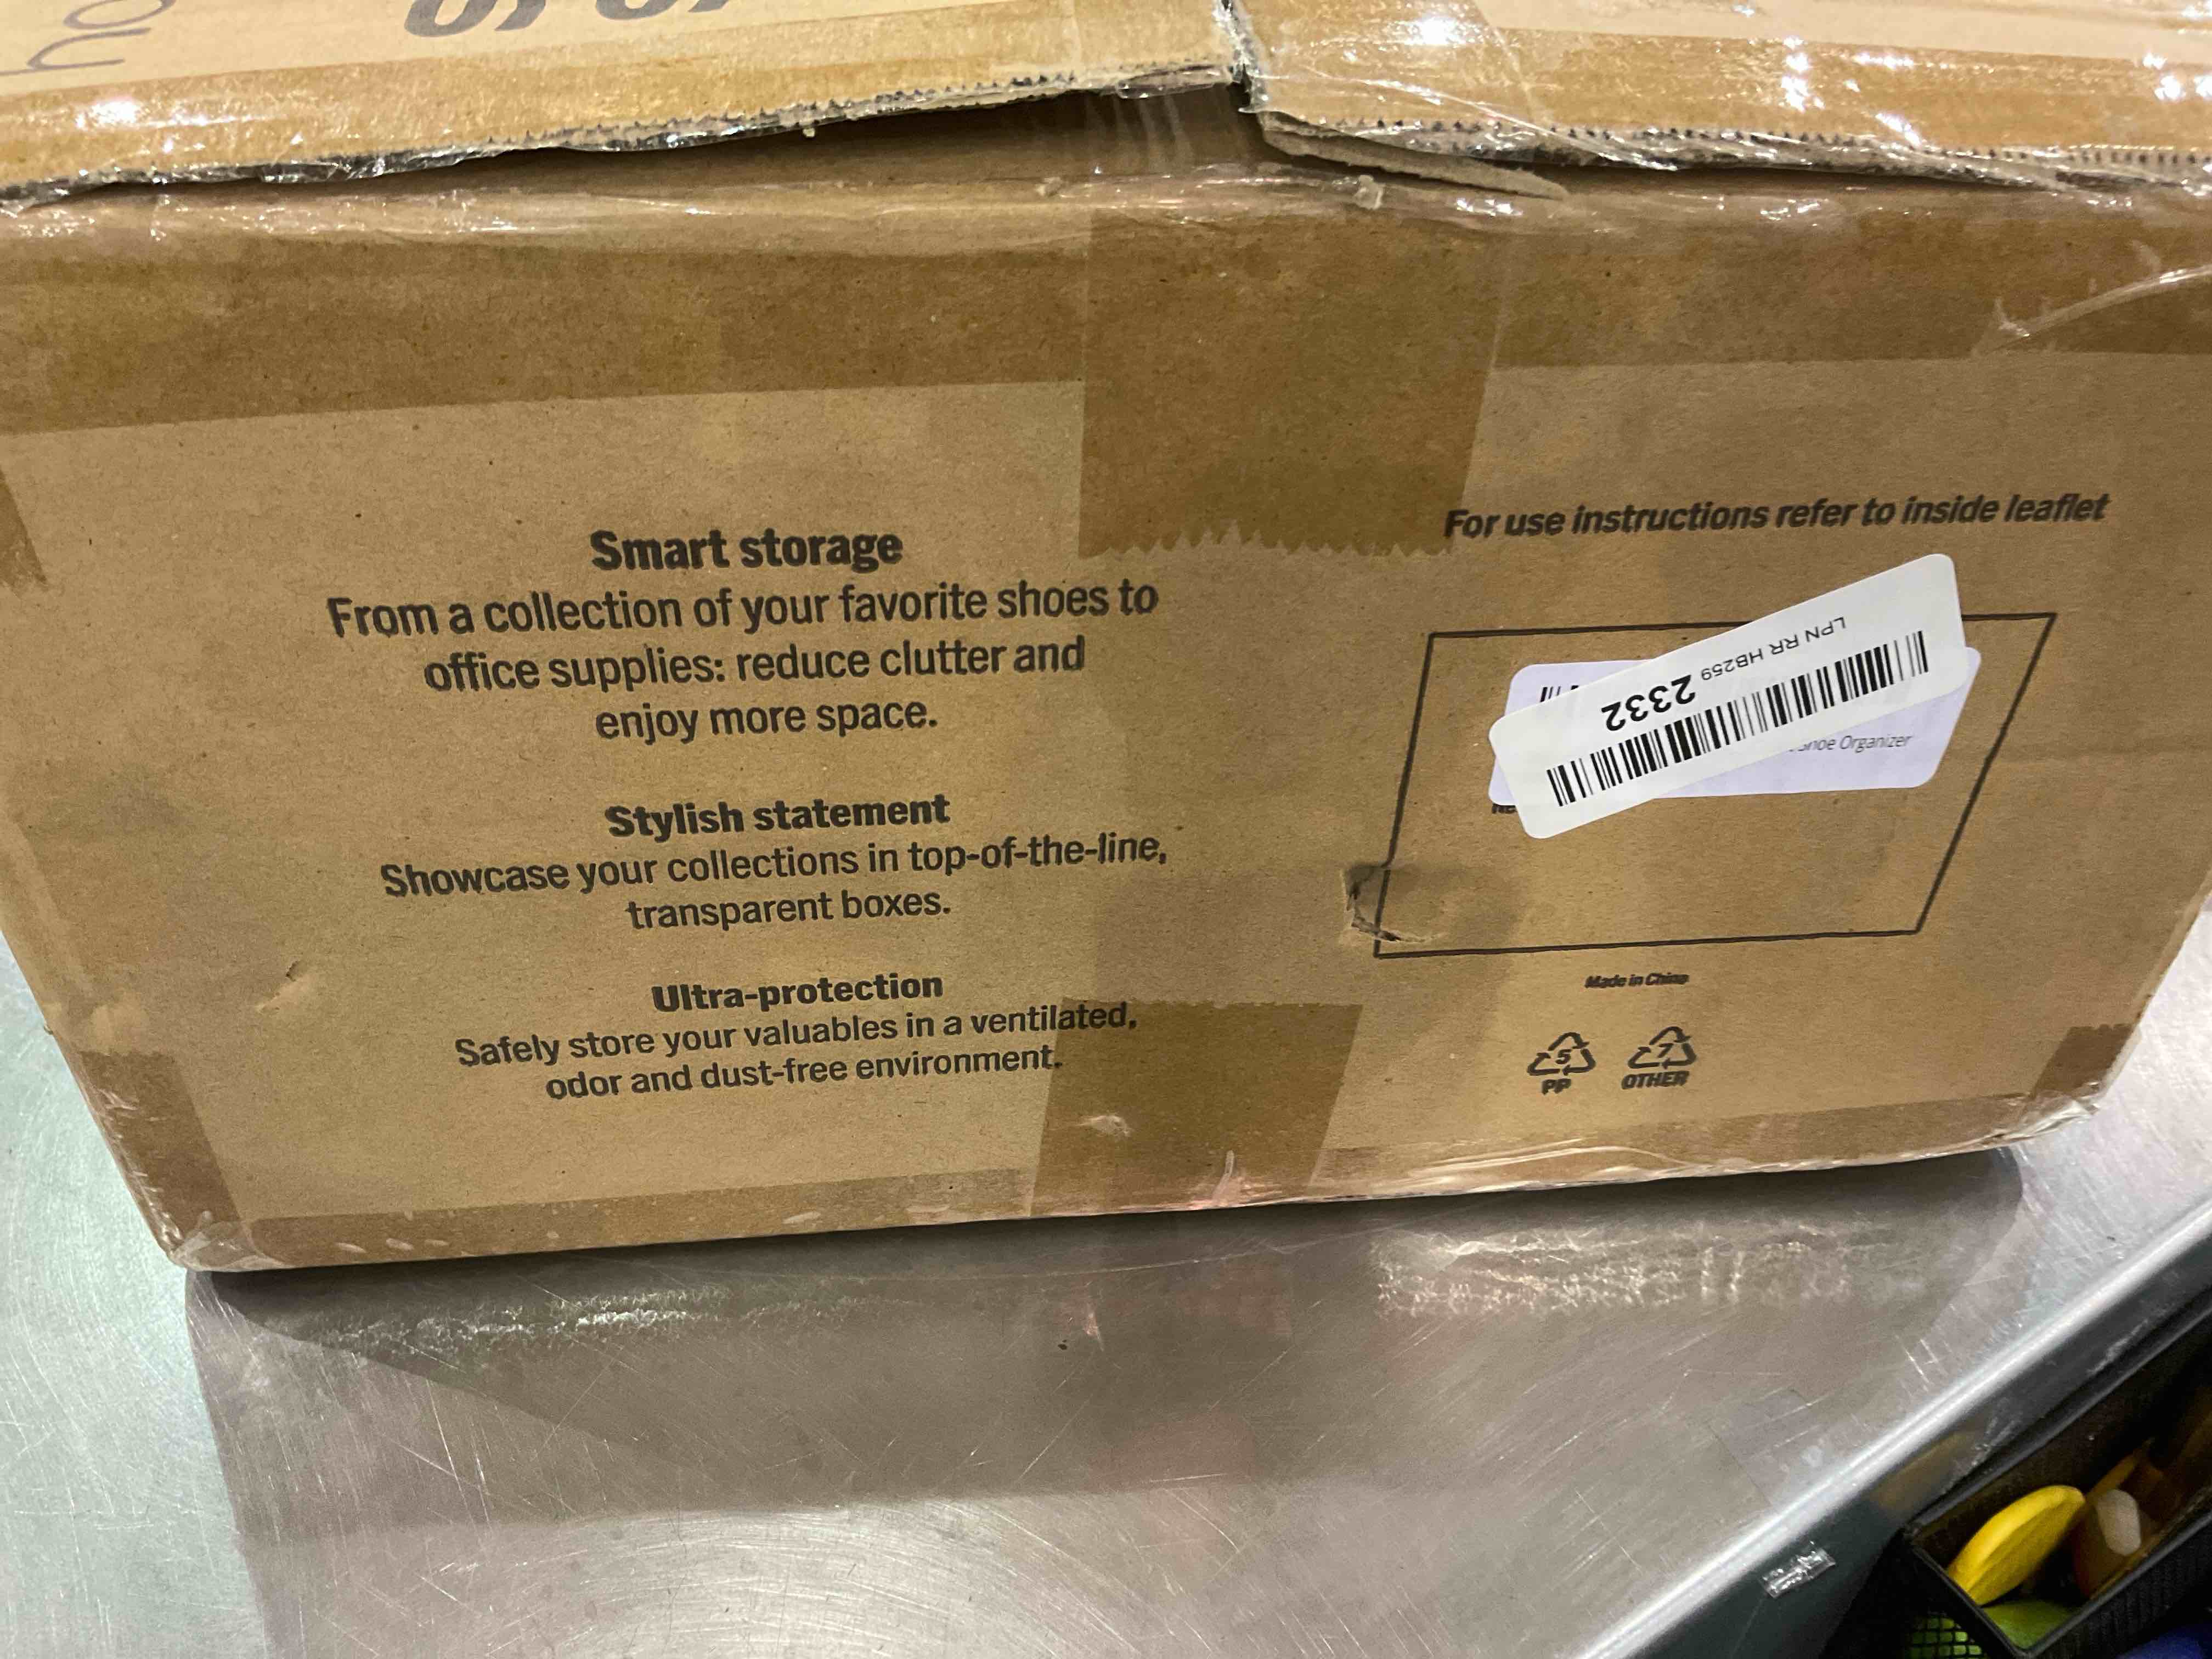 Smart storage
From a collection of your favorite shoes to
office supplies: reduce clutter and
enjoy more space.
Stylish statement
Showcase your collections in top-of-the-line,
transparent boxes.
Ultra-protection
Safely store your valuables in a ventilated,
odor and dust-free environment.
For use instructions refer to inside leaflet
LPN RR HB259
2332
Organizer
Made in China
5
PP
7
OTHER